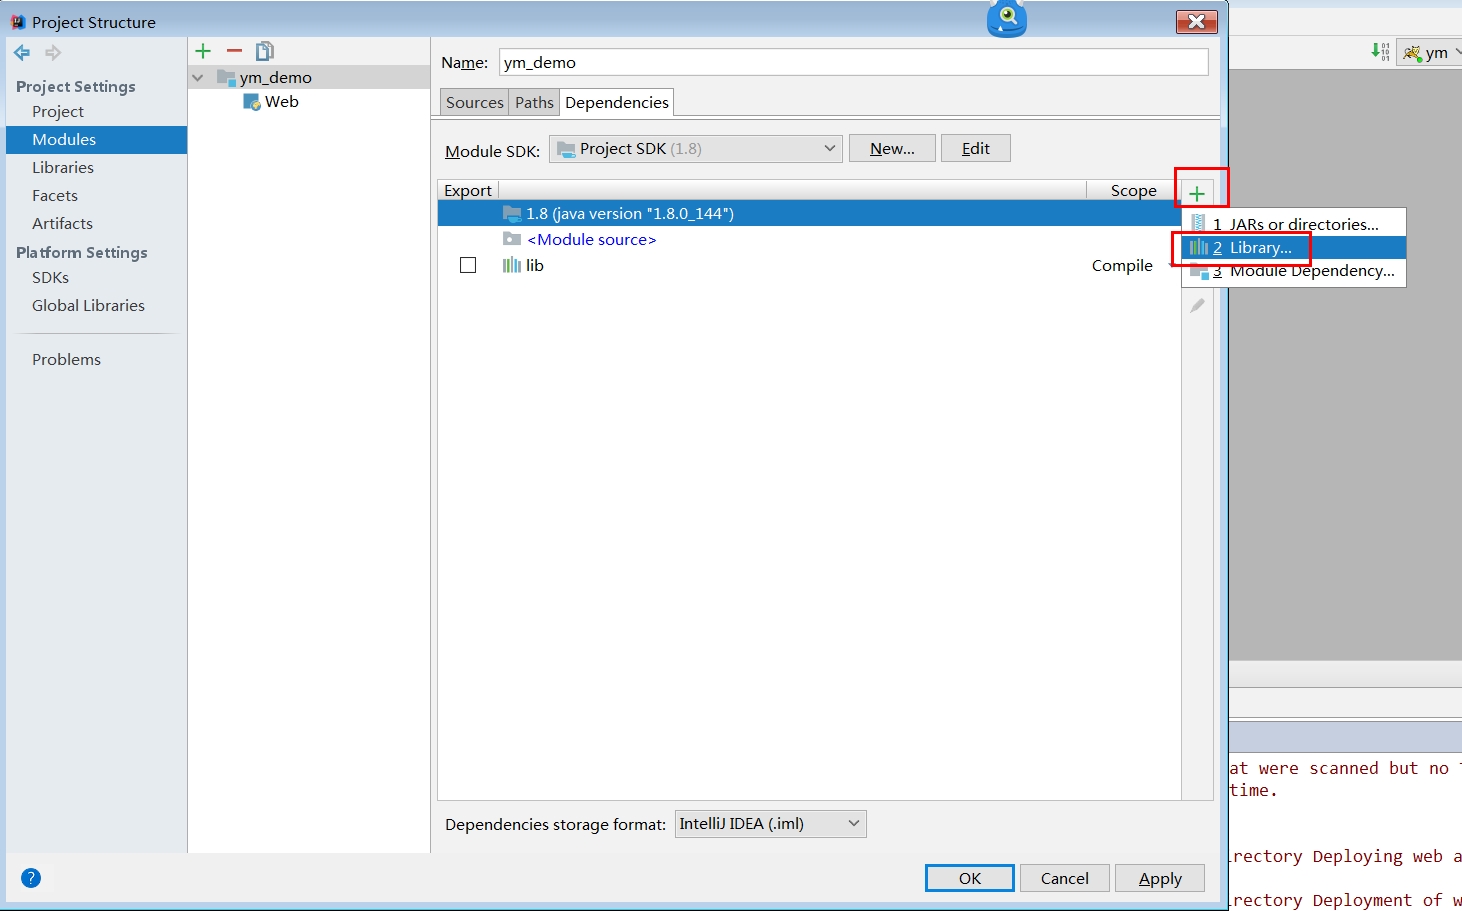 Project Structure
ym
Project Settings
Project
Modules
Libraries
Facets
Artifacts
Platform Settings
SDKs
Global Libraries
Problems
ym_demo
Web
Name: ym_demo
Sources Paths Dependencies
Module SDK: Project SDK (1.8) New... Edit
Export Scope
1.8 (java version "1.8.0_144")
<Module source>
lib Compile
1 JARs or directories...
2 Library...
3 Module Dependency...
Dependencies storage format: IntelliJ IDEA (.iml)
OK Cancel Apply
at were scanned but no
time.
rectory Deploying web a
rectory Deployment of w